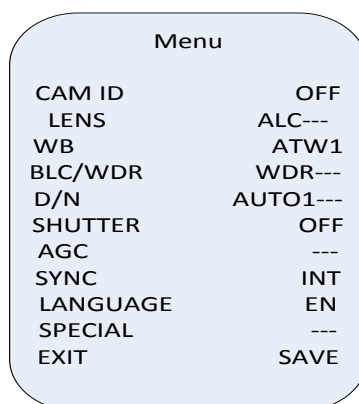 Menu
CAM ID OFF
LENS ALC---
WB ATW1
BLC/WDR WDR---
D/N AUTO1---
SHUTTER OFF
AGC ---
SYNC INT
LANGUAGE EN
SPECIAL ---
EXIT SAVE